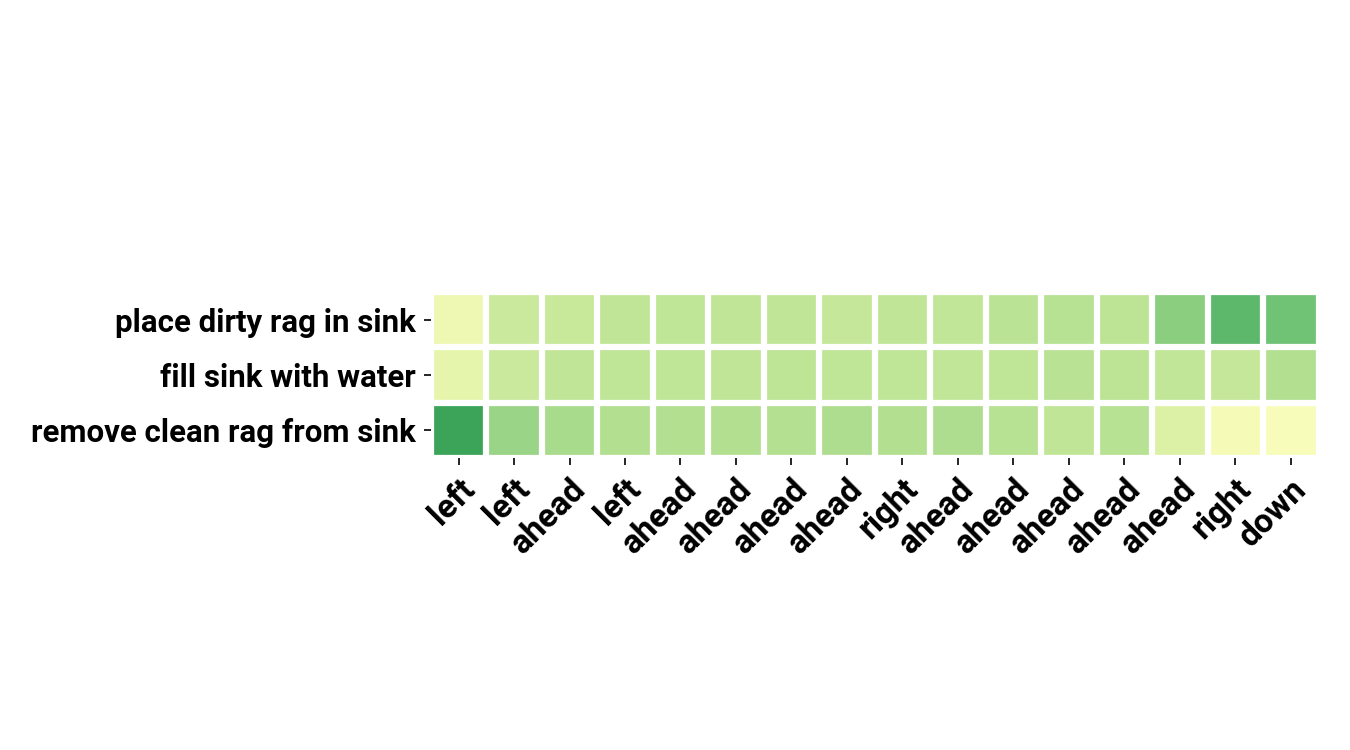 place dirty rag in sink
fill sink with water
remove clean rag from sink
left
left
ahead
left
ahead
ahead
ahead
ahead
right
ahead
ahead
ahead
ahead
ahead
right
down